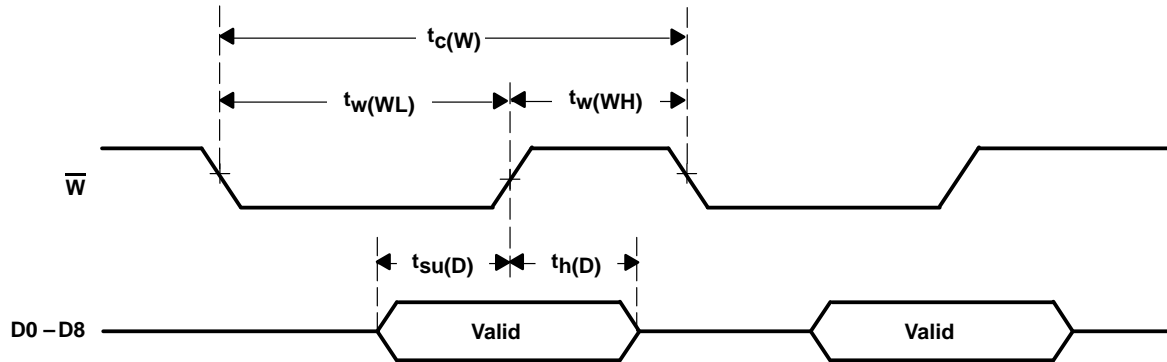 tc(W)
tw(WL) tw(WH)
W̅
tsu(D) th(D)
D0 – D8 Valid Valid